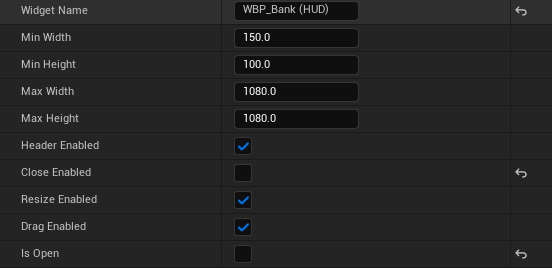 Widget Name WBP_Bank (HUD)
Min Width 150.0
Min Height 100.0
Max Width 1080.0
Max Height 1080.0
Header Enabled
Close Enabled
Resize Enabled
Drag Enabled
Is Open